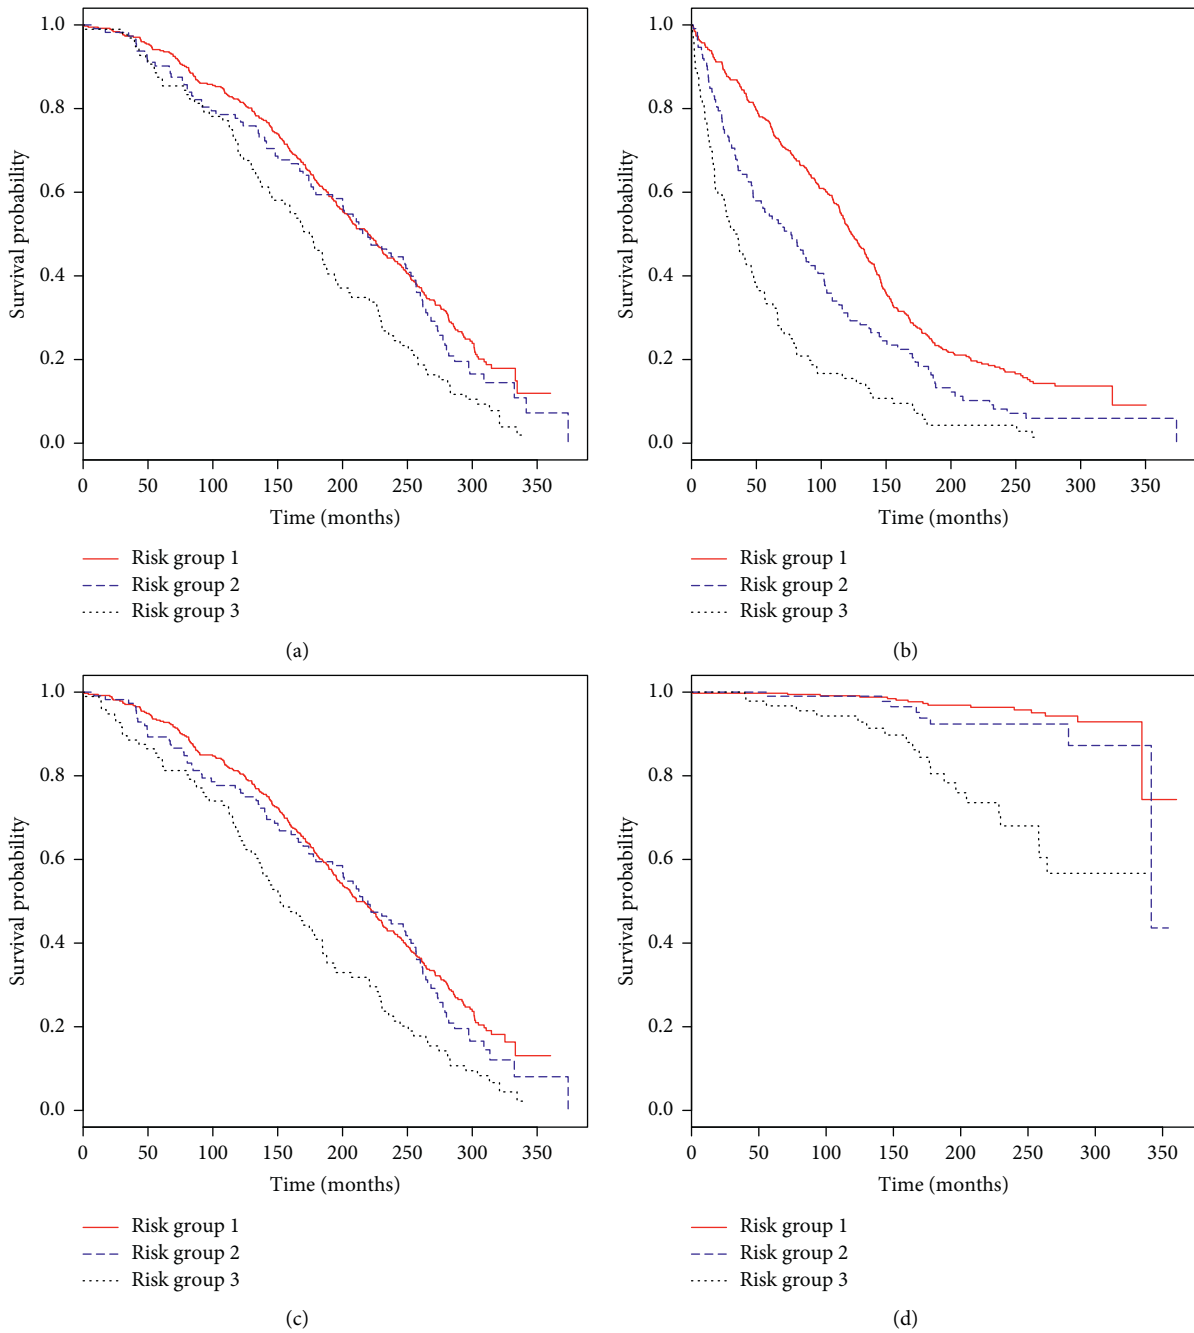 1.0
0.8
0.6
0.4
0.2
0.0
Survival probability
0 50 100 150 200 250 300 350
Time (months)
Risk group 1
Risk group 2
Risk group 3
(a)
1.0
0.8
0.6
0.4
0.2
0.0
Survival probability
0 50 100 150 200 250 300 350
Time (months)
Risk group 1
Risk group 2
Risk group 3
(b)
1.0
0.8
0.6
0.4
0.2
0.0
Survival probability
0 50 100 150 200 250 300 350
Time (months)
Risk group 1
Risk group 2
Risk group 3
(c)
1.0
0.8
0.6
0.4
0.2
0.0
Survival probability
0 50 100 150 200 250 300 350
Time (months)
Risk group 1
Risk group 2
Risk group 3
(d)